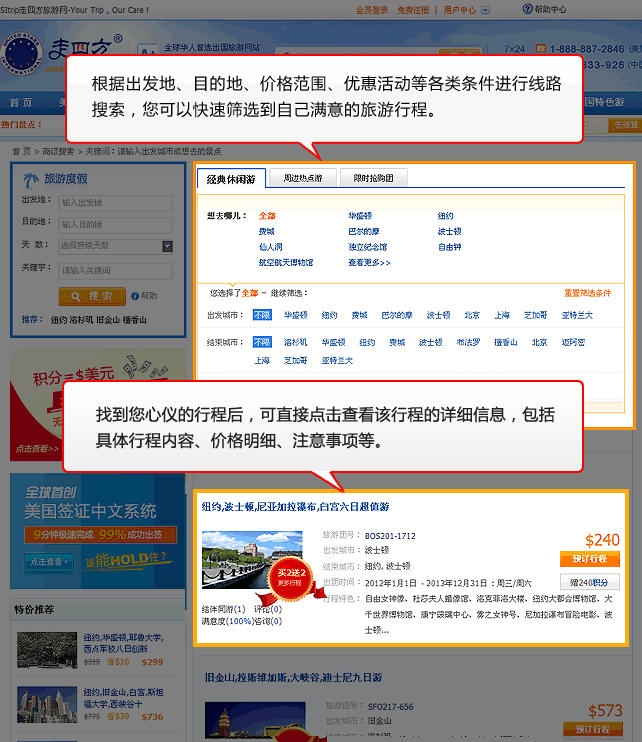 SItrip走四方旅游网-Your Trip, Our Care !
会员登录 免费注册 | 用户中心
帮助中心
走四方®
全球华人首选出国旅游网站
7×24
1-888-887-2846
首 页
国特色游
热门景点：
去结算
根据出发地、目的地、价格范围、优惠活动等各类条件进行线路
搜索，您可以快速筛选到自己满意的旅游行程。
首 页 > 高级搜索 > 关键词：请输入出发城市或想去的景点
旅游度假
出发地： 输入出发地
目的地： 输入目的地
天 数： 选择持续天数
关键字： 请输入关键词
搜 索 帮助
推荐： 纽约 洛杉矶 旧金山 檀香山
经典休闲游 周边热点游 限时抢购团
想去哪儿： 全部 华盛顿 纽约
费城 巴尔的摩 波士顿
仙人洞 独立纪念馆 自由钟
航空航天博物馆 查看更多>>
您选择了全部 - 继续筛选： 重置筛选条件
出发城市： 不限 华盛顿 纽约 费城 巴尔的摩 波士顿 北京 上海 芝加哥 亚特兰大
结束城市： 不限 洛杉矶 华盛顿 纽约 费城 波士顿 布法罗 檀香山 北京 迈阿密
上海 芝加哥 亚特兰大
积分=$美元
点击查看>>
找到您心仪的行程后，可直接点击查看该行程的详细信息，包括
具体行程内容、价格明细、注意事项等。
全球首创
美国签证中文系统
9分钟极速完成 99%成功出签
点击查看
谁能HOLD住？
特价推荐
纽约,华盛顿,耶鲁大学,
西点军校八日创新
$315 省$16 $299
纽约,旧金山,白宫,斯坦
福大学,西峡谷十
$775 省$39 $736
纽约,波士顿,尼亚加拉瀑布,白宫六日超值游
买2送2
更多行程
结伴同游(1) 评论(0)
满意度(100%)咨询(0)
旅游团号： BOS201-1712
出发城市： 波士顿
结束城市： 纽约, 波士顿
出团时间： 2012年1月1日 - 2013年12月31日：周三/周六
行程特色： 自由女神像、杜莎夫人蜡像馆、洛克菲洛大楼、纽约大都会博物馆、大
千世界博物馆、康宁玻璃中心、雾之女神号、尼加拉瀑布冒险电影、波
士顿...
$240
预订行程
赠240积分
旧金山,拉斯维加斯,大峡谷,迪士尼九日游
旅游团号： SFO217-656
出发城市： 旧金山
$573
预订行程